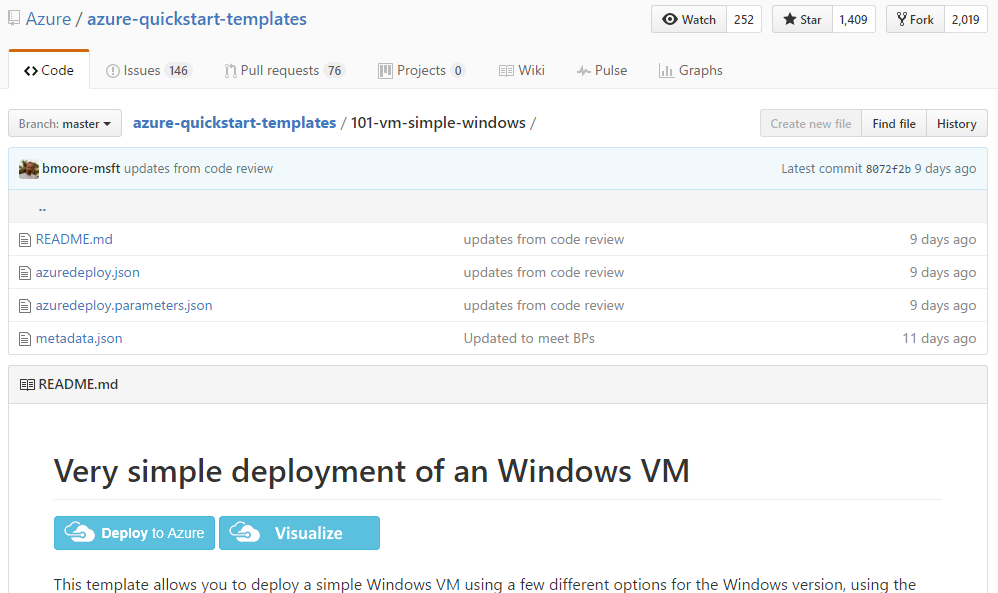 Azure / azure-quickstart-templates Watch 252 Star 1,409 Fork 2,019
Code Issues 146 Pull requests 76 Projects 0 Wiki Pulse Graphs
Branch: master azure-quickstart-templates / 101-vm-simple-windows / Create new file Find file History
bmoore-msft updates from code review Latest commit 8072f2b 9 days ago
..
README.md updates from code review 9 days ago
azuredeploy.json updates from code review 9 days ago
azuredeploy.parameters.json updates from code review 9 days ago
metadata.json Updated to meet BPs 11 days ago
README.md
Very simple deployment of an Windows VM
Deploy to Azure Visualize
This template allows you to deploy a simple Windows VM using a few different options for the Windows version, using the